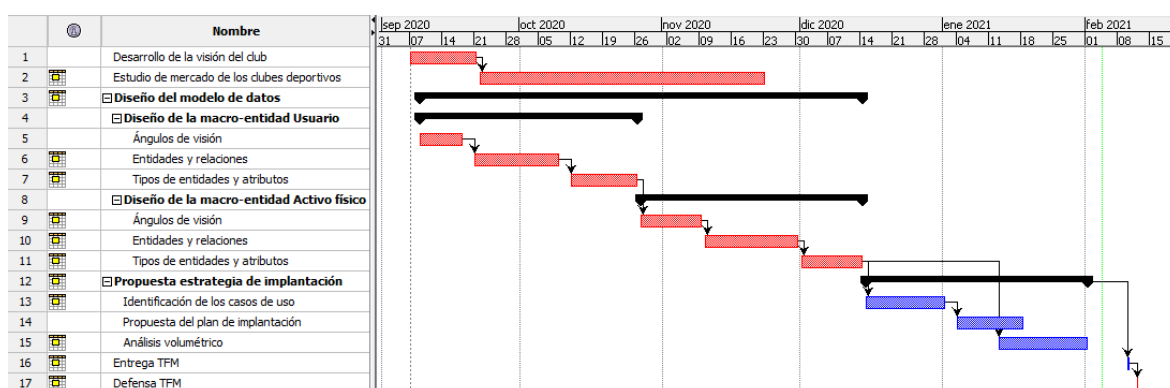 sep 2020 oct 2020 nov 2020 dic 2020 ene 2021 feb 2021
Nombre
31 07 14 21 28 05 12 19 26 02 09 16 23 30 07 14 21 28 04 11 18 25 01 08 15
1 Desarrollo de la visión del club
2 Estudio de mercado de los clubes deportivos
3 Diseño del modelo de datos
4 Diseño de la macro-entidad Usuario
5 Ángulos de visión
6 Entidades y relaciones
7 Tipos de entidades y atributos
8 Diseño de la macro-entidad Activo físico
9 Ángulos de visión
10 Entidades y relaciones
11 Tipos de entidades y atributos
12 Propuesta estrategia de implantación
13 Identificación de los casos de uso
14 Propuesta del plan de implantación
15 Análisis volumétrico
16 Entrega TFM
17 Defensa TFM